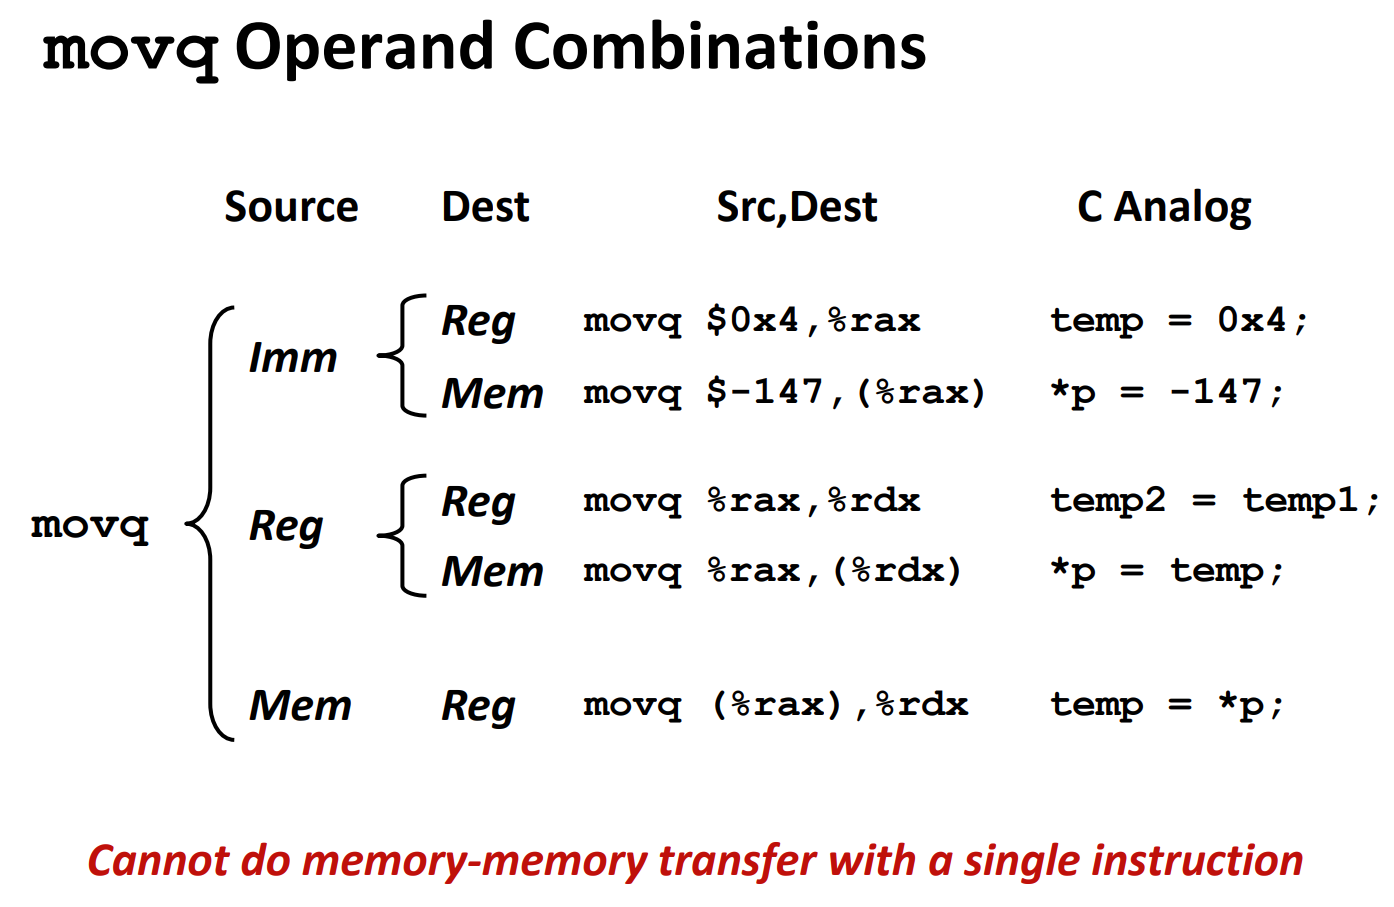 movq Operand Combinations
Source Dest Src,Dest C Analog
Reg movq $0x4,%rax temp = 0x4;
Imm
Mem movq $-147,(%rax) *p = -147;
Reg movq %rax,%rdx temp2 = temp1;
movq Reg
Mem movq %rax,(%rdx) *p = temp;
Mem Reg movq (%rax),%rdx temp = *p;
Cannot do memory-memory transfer with a single instruction